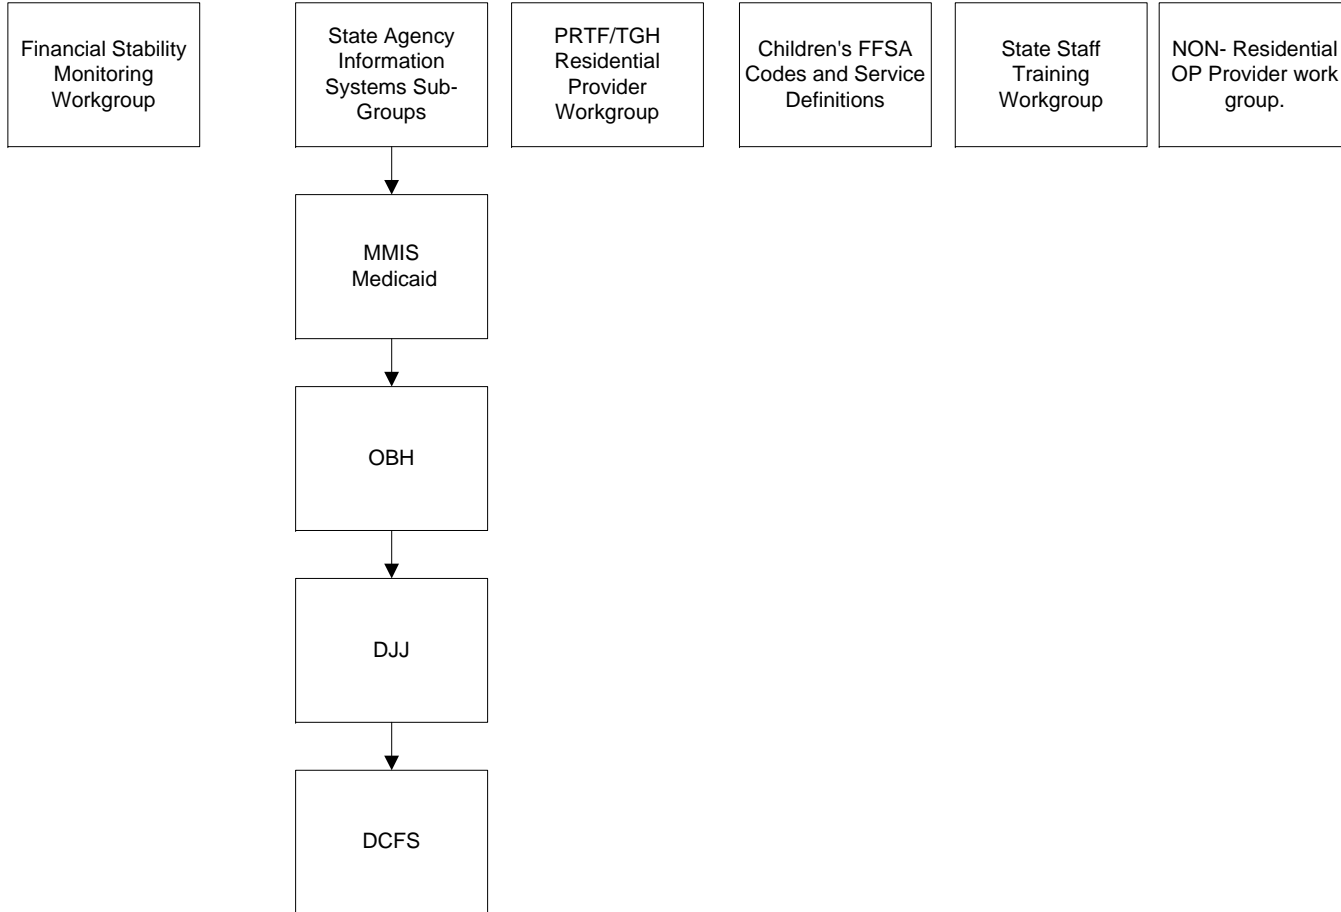 Financial Stability
Monitoring
Workgroup
State Agency
Information
Systems Sub-
Groups
PRTF/TGH
Residential
Provider
Workgroup
Children's FFSA
Codes and Service
Definitions
State Staff
Training
Workgroup
NON- Residential
OP Provider work
group.
MMIS
Medicaid
OBH
DJJ
DCFS